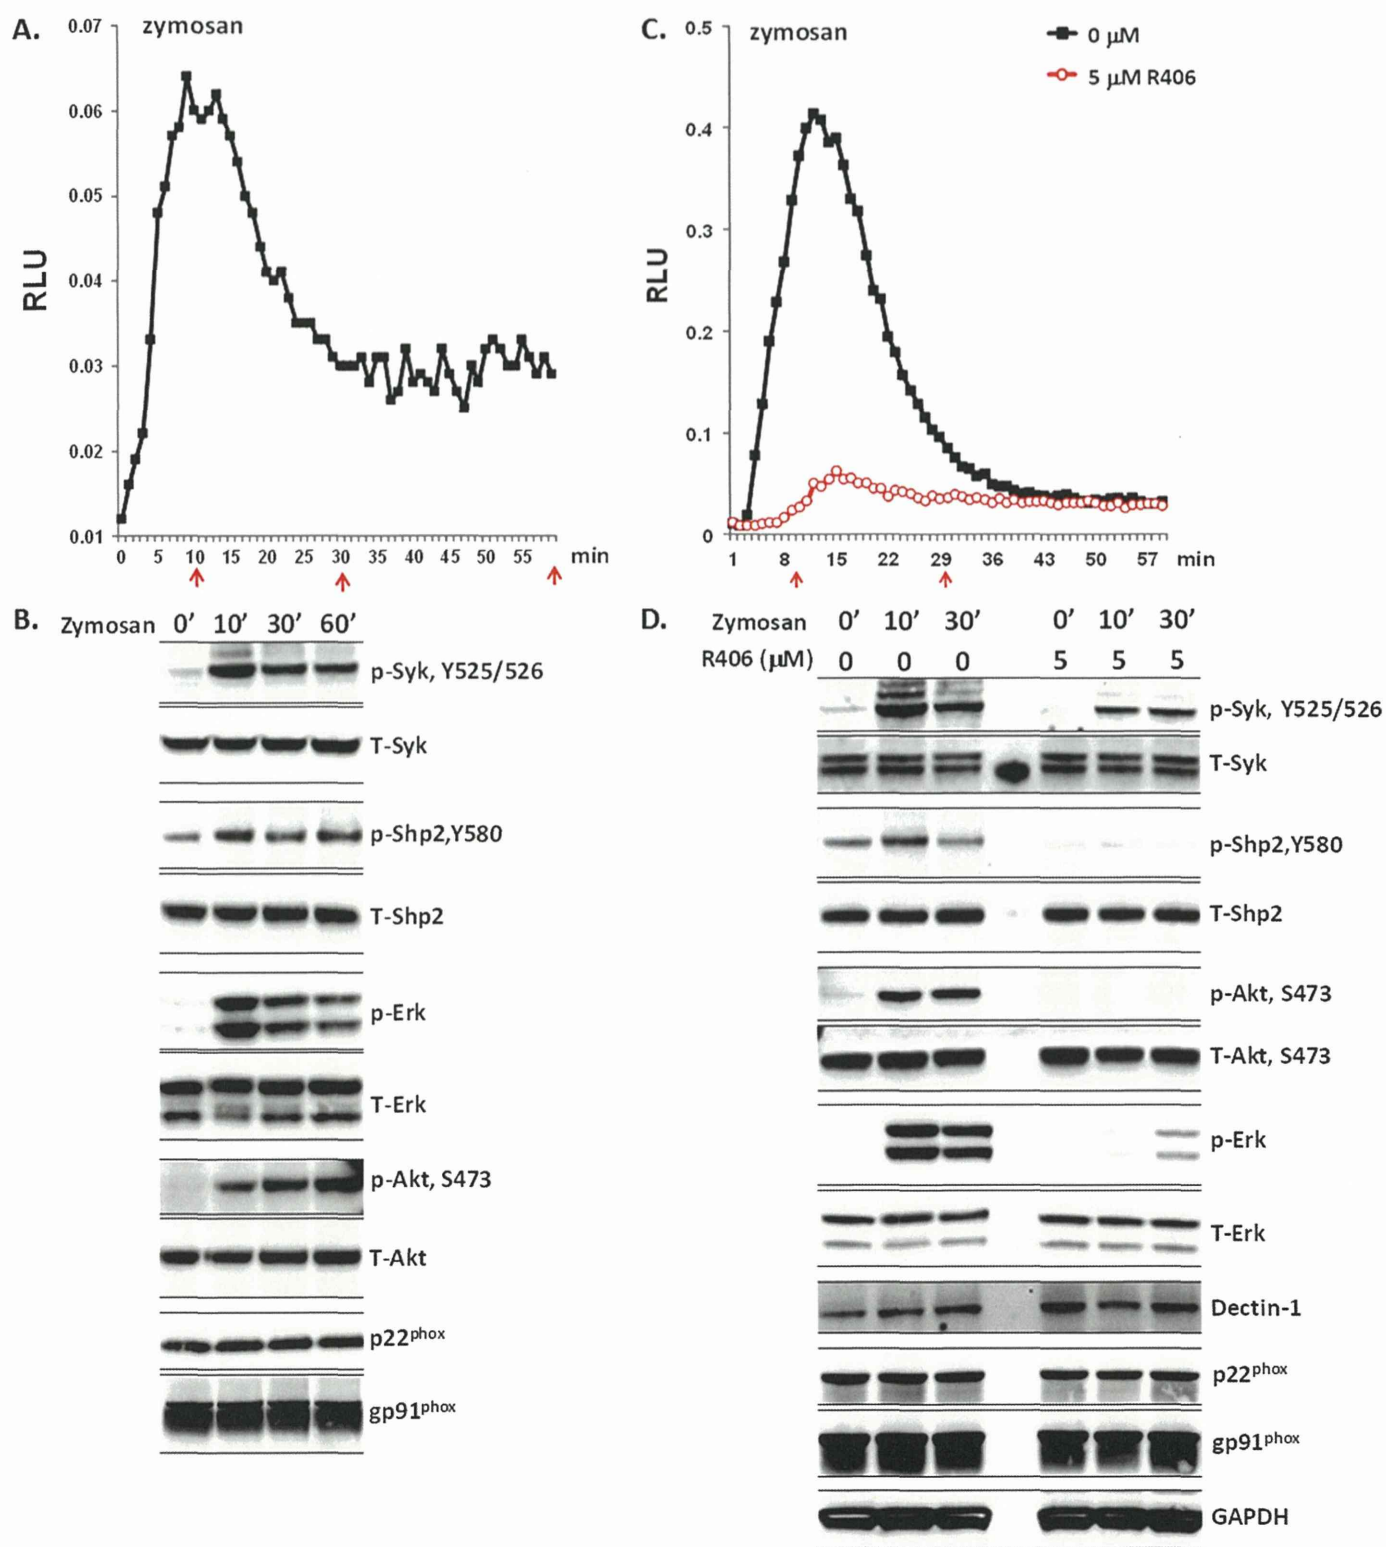 A.
zymosan
0.07
0.06
0.05
0.04
0.03
0.02
0.01
RLU
0 5 10 15 20 25 30 35 40 45 50 55 min
C.
zymosan
0 µM
5 µM R406
0.5
0.4
0.3
0.2
0.1
0
RLU
1 8 15 22 29 36 43 50 57 min
B.
Zymosan 0' 10' 30' 60'
p-Syk, Y525/526
T-Syk
p-Shp2,Y580
T-Shp2
p-Erk
T-Erk
p-Akt, S473
T-Akt
p22phox
gp91phox
D.
Zymosan 0' 10' 30' 0' 10' 30'
R406 (µM) 0 0 0 5 5 5
p-Syk, Y525/526
T-Syk
p-Shp2,Y580
T-Shp2
p-Akt, S473
T-Akt, S473
p-Erk
T-Erk
Dectin-1
p22phox
gp91phox
GAPDH